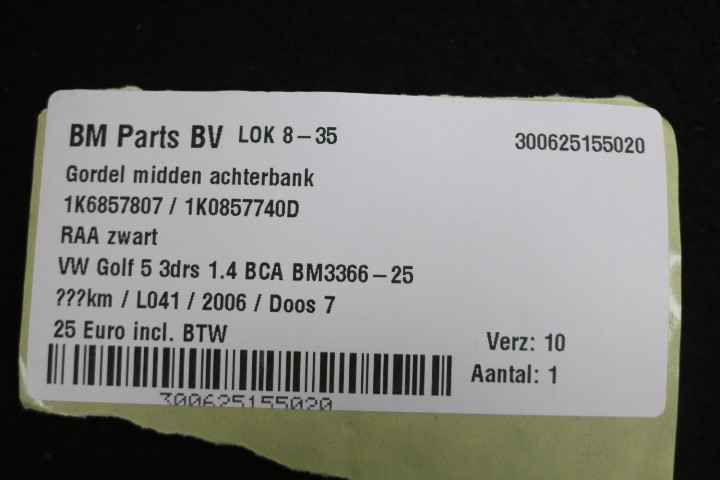 BM Parts BV LOK 8-35 300625155020
Gordel midden achterbank
1K6857807 / 1K0857740D
RAA zwart
VW Golf 5 3drs 1.4 BCA BM3366-25
???km / L041 / 2006 / Doos 7
25 Euro incl. BTW
Verz: 10
Aantal: 1
300625155020